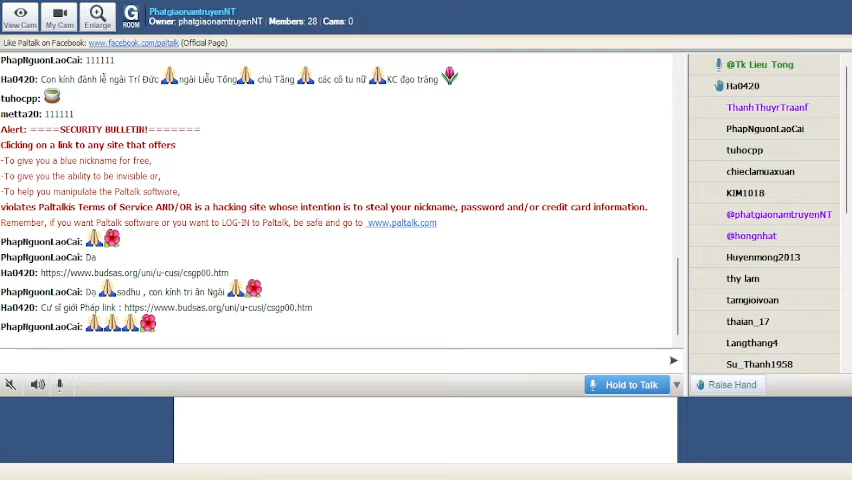 PhatgiaonamtruyenNT
Owner: phatgiaonamtruyenNT | Members: 28 | Cams: 0
View Cam
My Cam
Enlarge
G
ROOM
Like Paltalk on Facebook: www.facebook.com/paltalk (Official Page)
PhapNguonLaoCai: 111111
Ha0420: Con kính đảnh lễ ngài Trí Đức ngài Liễu Tông chú Tăng các cô tu nữ KC đạo tràng
tuhocpp:
metta20: 111111
Alert: ====SECURITY BULLETIN!=======
Clicking on a link to any site that offers
-To give you a blue nickname for free,
-To give you the ability to be invisible or,
-To help you manipulate the Paltalk software,
violates Paltalkís Terms of Service AND/OR is a hacking site whose intention is to steal your nickname, password and/or credit card information.
Remember, if you want Paltalk software or you want to LOG-IN to Paltalk, be safe and go to www.paltalk.com
PhapNguonLaoCai:
PhapNguonLaoCai: Da
Ha0420: https://www.budsas.org/uni/u-cusi/csgp00.htm
PhapNguonLaoCai: Dạ sadhu , con kính tri ân Ngài
Ha0420: Cư sĩ giới Pháp link : https://www.budsas.org/uni/u-cusi/csgp00.htm
PhapNguonLaoCai:
Hold to Talk
@Tk Lieu Tong
Ha0420
ThanhThuyrTraanf
PhapNguonLaoCai
tuhocpp
chieclamuaxuan
KIM1018
@phatgiaonamtruyenNT
@hongnhat
Huyenmong2013
thy lam
tamgioivoan
thaian_17
Langthang4
Su_Thanh1958
Raise Hand